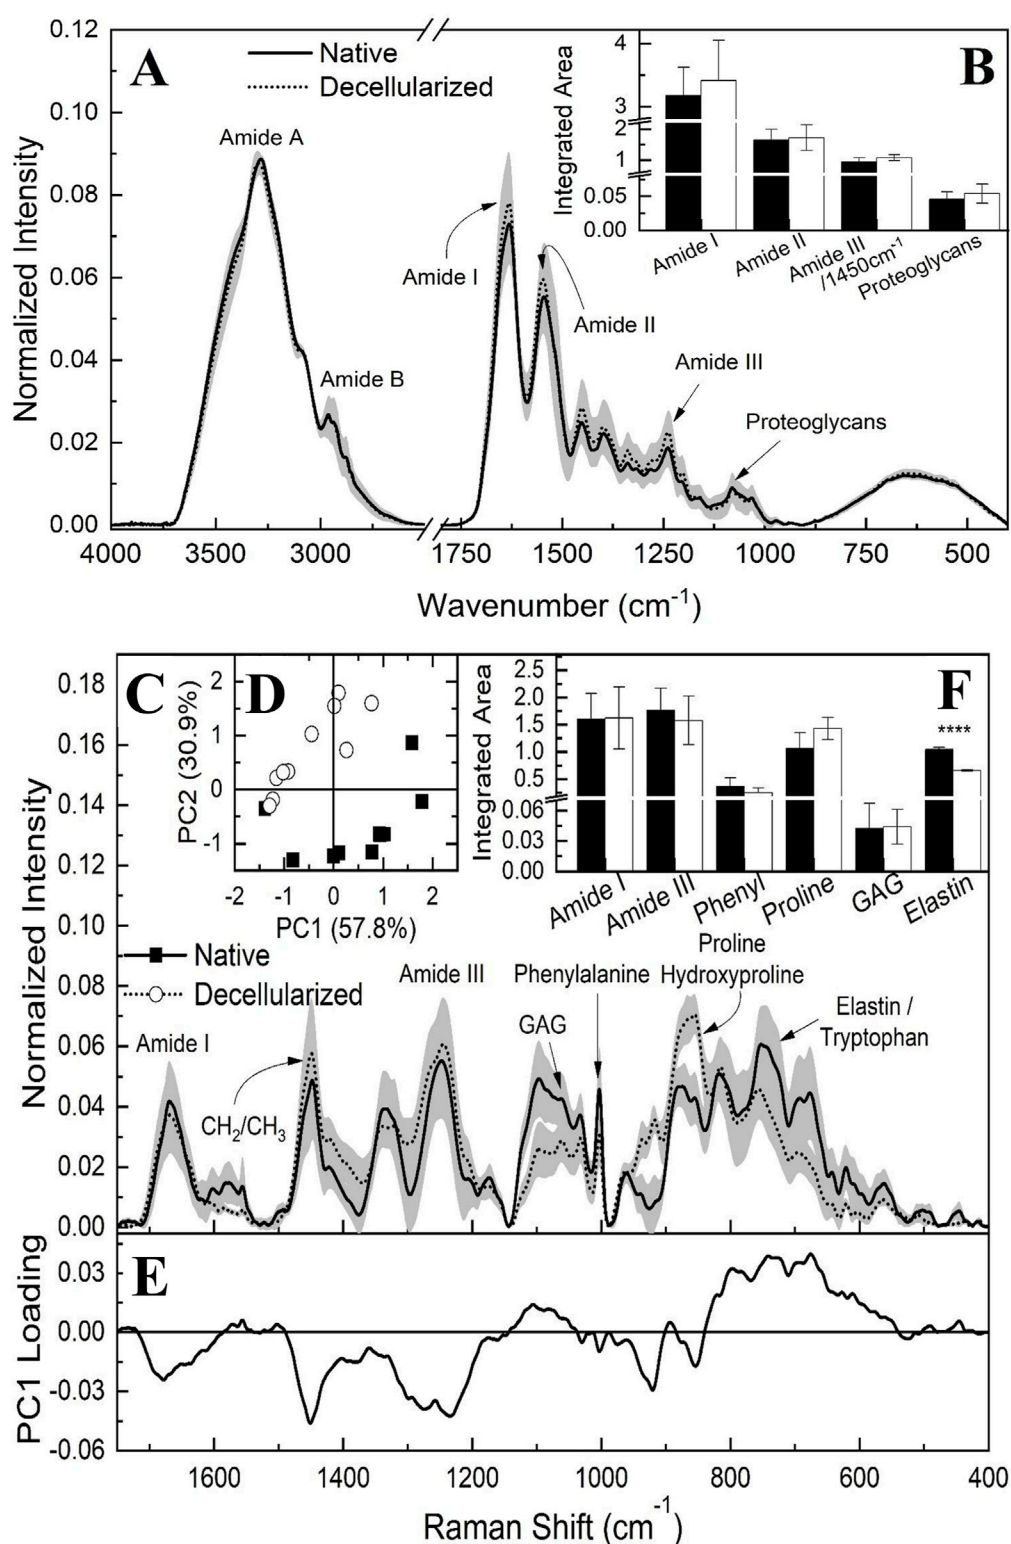 A
Native
Decellularized
Normalized Intensity
0.12
0.10
0.08
0.06
0.04
0.02
0.00
Amide A
Amide B
Amide I
Amide II
Amide III
Proteoglycans
4000 3500 3000 1750 1500 1250 1000 750 500
Wavenumber (cm-1)
B
Integrated Area
4
3
2
1
0.05
0.00
Amide I
Amide II
Amide III
/1450cm-1
Proteoglycans
C
Normalized Intensity
0.18
0.16
0.14
0.12
0.10
0.08
0.06
0.04
0.02
0.00
D
PC2 (30.9%)
2
1
0
-1
-2 -1 0 1 2
PC1 (57.8%)
F
Integrated Area
2.5
2.0
1.5
1.0
0.5
0.06
0.03
0.00
****
Amide I
Amide III
Phenyl
Proline
GAG
Elastin
Native
Decellularized
Amide I
CH2/CH3
Amide III
GAG
Phenylalanine
Proline
Hydroxyproline
Elastin /
Tryptophan
E
PC1 Loading
0.03
0.00
-0.03
-0.06
1600 1400 1200 1000 800 600 400
Raman Shift (cm-1)